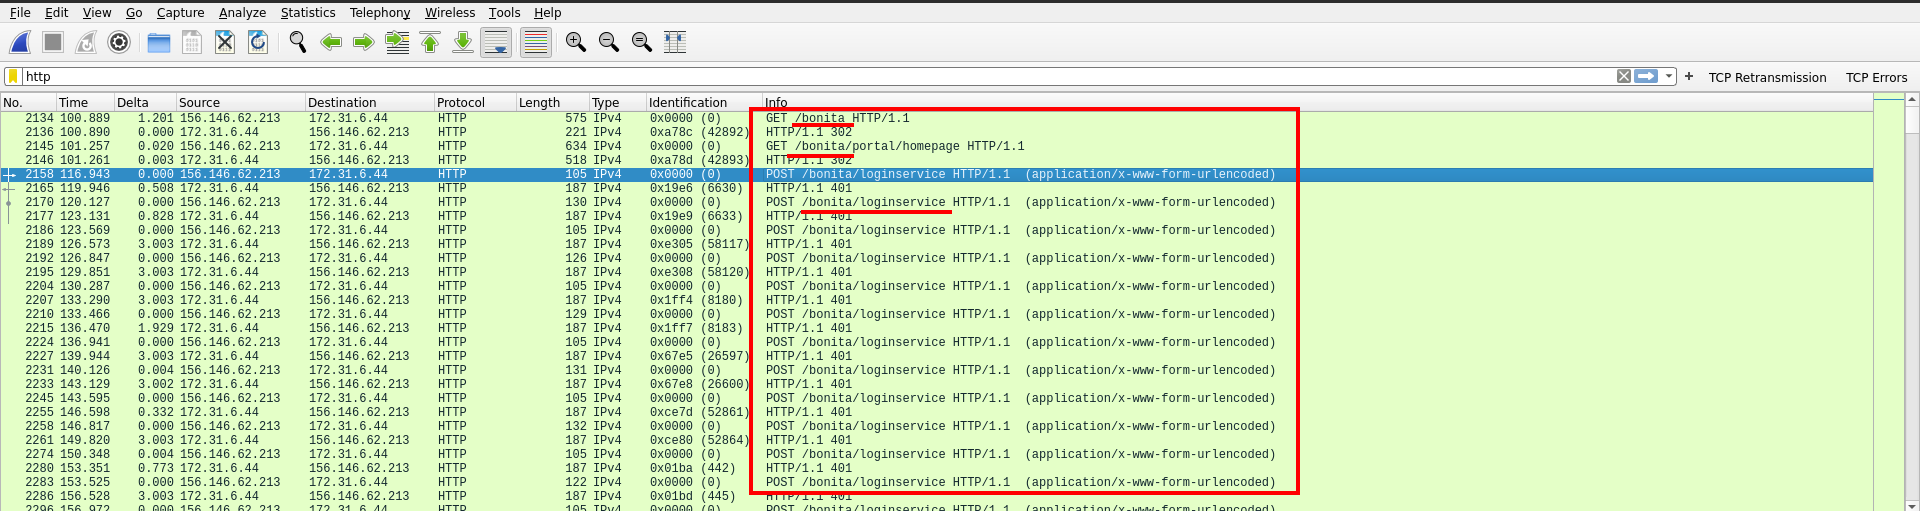 File Edit View Go Capture Analyze Statistics Telephony Wireless Tools Help
http + TCP Retransmission TCP Errors
No. Time Delta Source Destination Protocol Length Type Identification Info
2134 100.889 1.201 156.146.62.213 172.31.6.44 HTTP 575 IPv4 0x0000 (0) GET /bonita HTTP/1.1
2136 100.890 0.000 172.31.6.44 156.146.62.213 HTTP 221 IPv4 0xa78c (42892) HTTP/1.1 302
2145 101.257 0.020 156.146.62.213 172.31.6.44 HTTP 634 IPv4 0x0000 (0) GET /bonita/portal/homepage HTTP/1.1
2146 101.261 0.003 172.31.6.44 156.146.62.213 HTTP 518 IPv4 0xa78d (42893) HTTP/1.1 302
2158 116.943 0.000 156.146.62.213 172.31.6.44 HTTP 105 IPv4 0x0000 (0) POST /bonita/loginservice HTTP/1.1 (application/x-www-form-urlencoded)
2165 119.946 0.508 172.31.6.44 156.146.62.213 HTTP 187 IPv4 0x19e6 (6630) HTTP/1.1 401
2170 120.127 0.000 156.146.62.213 172.31.6.44 HTTP 130 IPv4 0x0000 (0) POST /bonita/loginservice HTTP/1.1 (application/x-www-form-urlencoded)
2177 123.131 0.828 172.31.6.44 156.146.62.213 HTTP 187 IPv4 0x19e9 (6633) HTTP/1.1 401
2186 123.569 0.000 156.146.62.213 172.31.6.44 HTTP 105 IPv4 0x0000 (0) POST /bonita/loginservice HTTP/1.1 (application/x-www-form-urlencoded)
2189 126.573 3.003 172.31.6.44 156.146.62.213 HTTP 187 IPv4 0xe305 (58117) HTTP/1.1 401
2192 126.847 0.000 156.146.62.213 172.31.6.44 HTTP 126 IPv4 0x0000 (0) POST /bonita/loginservice HTTP/1.1 (application/x-www-form-urlencoded)
2195 129.851 3.003 172.31.6.44 156.146.62.213 HTTP 187 IPv4 0xe308 (58120) HTTP/1.1 401
2204 130.287 0.000 156.146.62.213 172.31.6.44 HTTP 105 IPv4 0x0000 (0) POST /bonita/loginservice HTTP/1.1 (application/x-www-form-urlencoded)
2207 133.290 3.003 172.31.6.44 156.146.62.213 HTTP 187 IPv4 0x1ff4 (8180) HTTP/1.1 401
2210 133.466 0.000 156.146.62.213 172.31.6.44 HTTP 129 IPv4 0x0000 (0) POST /bonita/loginservice HTTP/1.1 (application/x-www-form-urlencoded)
2215 136.470 1.929 172.31.6.44 156.146.62.213 HTTP 187 IPv4 0x1ff7 (8183) HTTP/1.1 401
2224 136.941 0.000 156.146.62.213 172.31.6.44 HTTP 105 IPv4 0x0000 (0) POST /bonita/loginservice HTTP/1.1 (application/x-www-form-urlencoded)
2227 139.944 3.003 172.31.6.44 156.146.62.213 HTTP 187 IPv4 0x67e5 (26597) HTTP/1.1 401
2231 140.126 0.004 156.146.62.213 172.31.6.44 HTTP 131 IPv4 0x0000 (0) POST /bonita/loginservice HTTP/1.1 (application/x-www-form-urlencoded)
2233 143.129 3.002 172.31.6.44 156.146.62.213 HTTP 187 IPv4 0x67e8 (26600) HTTP/1.1 401
2245 143.595 0.000 156.146.62.213 172.31.6.44 HTTP 105 IPv4 0x0000 (0) POST /bonita/loginservice HTTP/1.1 (application/x-www-form-urlencoded)
2255 146.598 0.332 172.31.6.44 156.146.62.213 HTTP 187 IPv4 0xce7d (52861) HTTP/1.1 401
2258 146.817 0.000 156.146.62.213 172.31.6.44 HTTP 132 IPv4 0x0000 (0) POST /bonita/loginservice HTTP/1.1 (application/x-www-form-urlencoded)
2261 149.820 3.003 172.31.6.44 156.146.62.213 HTTP 187 IPv4 0xce80 (52864) HTTP/1.1 401
2274 150.348 0.004 156.146.62.213 172.31.6.44 HTTP 105 IPv4 0x0000 (0) POST /bonita/loginservice HTTP/1.1 (application/x-www-form-urlencoded)
2280 153.351 0.773 172.31.6.44 156.146.62.213 HTTP 187 IPv4 0x01ba (442) HTTP/1.1 401
2283 153.525 0.000 156.146.62.213 172.31.6.44 HTTP 122 IPv4 0x0000 (0) POST /bonita/loginservice HTTP/1.1 (application/x-www-form-urlencoded)
2286 156.528 3.003 172.31.6.44 156.146.62.213 HTTP 187 IPv4 0x01bd (445) HTTP/1.1 401
2296 156.972 0.000 156.146.62.213 172.31.6.44 HTTP 105 IPv4 0x0000 (0) POST /bonita/loginservice HTTP/1.1 (application/x-www-form-urlencoded)